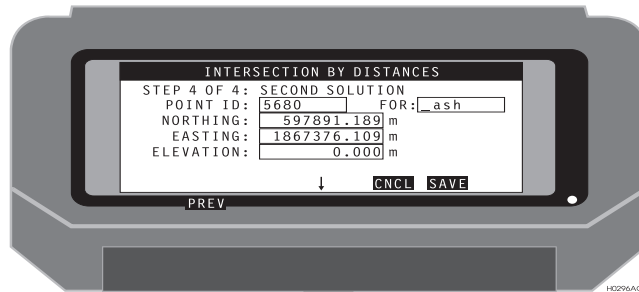 INTERSECTION BY DISTANCES
STEP 4 OF 4: SECOND SOLUTION
POINT ID: 5680 FOR: _ash
NORTHING: 597891.189 m
EASTING: 1867376.109 m
ELEVATION: 0.000 m
↓ CNCL SAVE
PREV
H0296A0